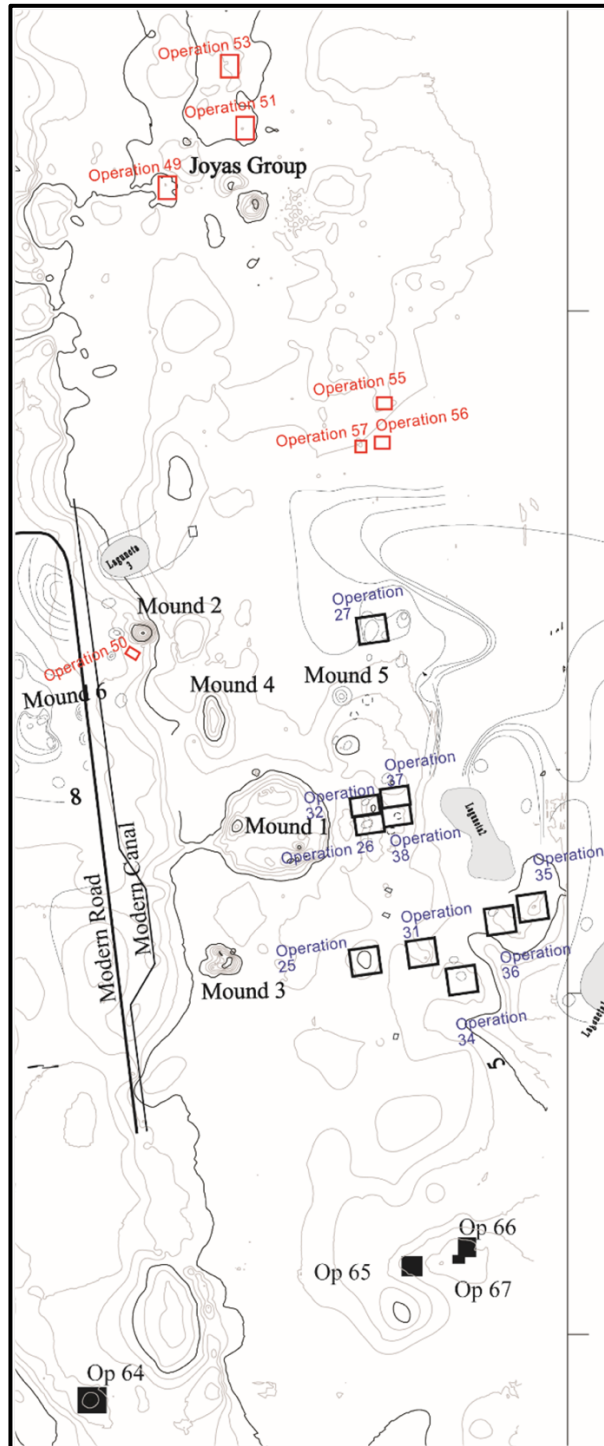 Operation 53
Operation 51
Operation 49
Joyas Group
Operation 55
Operation 56
Operation 57
Laguneta
3
Operation
27
Mound 2
Operation 50
Mound 5
Mound 6
Mound 4
Operation
37
8
Operation
32
Mound 1
Operation 26
Operation
38
Operation
35
Modern Road
Modern Canal
Operation
31
Operation
25
Operation
36
Mound 3
Operation
34
5
Op 66
Op 65
Op 67
Op 64